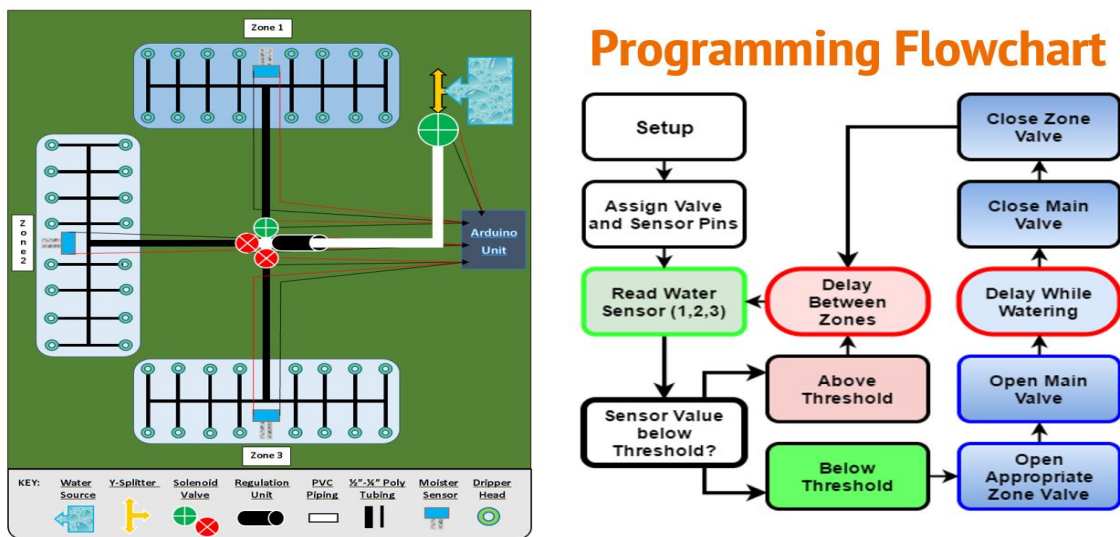 Zone 1
Z
o
n
e
2
Arduino
Unit
Zone 3
KEY:
Water
Source
Y-Splitter
Solenoid
Valve
Regulation
Unit
PVC
Piping
½"-¼" Poly
Tubing
Moister
Sensor
Dripper
Head
Programming Flowchart
Setup
Assign Valve
and Sensor Pins
Read Water
Sensor (1,2,3)
Sensor Value
below
Threshold?
Delay
Between
Zones
Above
Threshold
Below
Threshold
Close Zone
Valve
Close Main
Valve
Delay While
Watering
Open Main
Valve
Open
Appropriate
Zone Valve